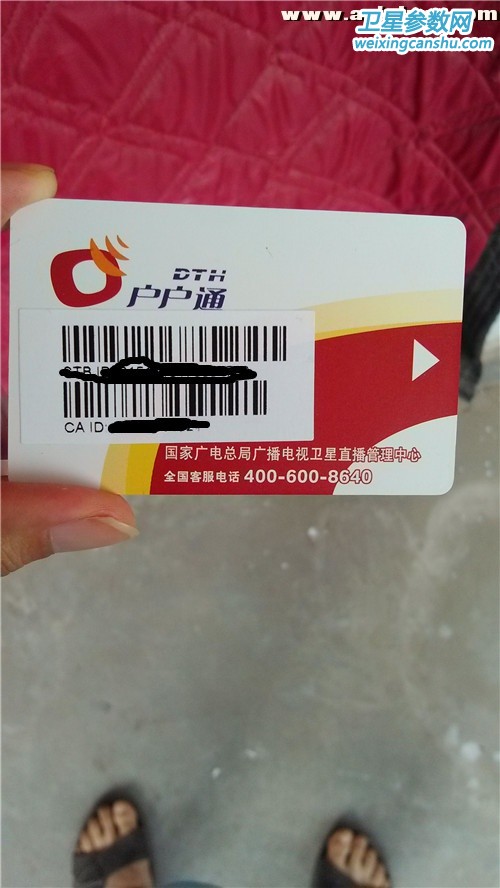 卫星参数网
weixingcanshu.com
DTH
户户通
CA ID:
国家广电总局广播电视卫星直播管理中心
全国客服电话 400-600-8640